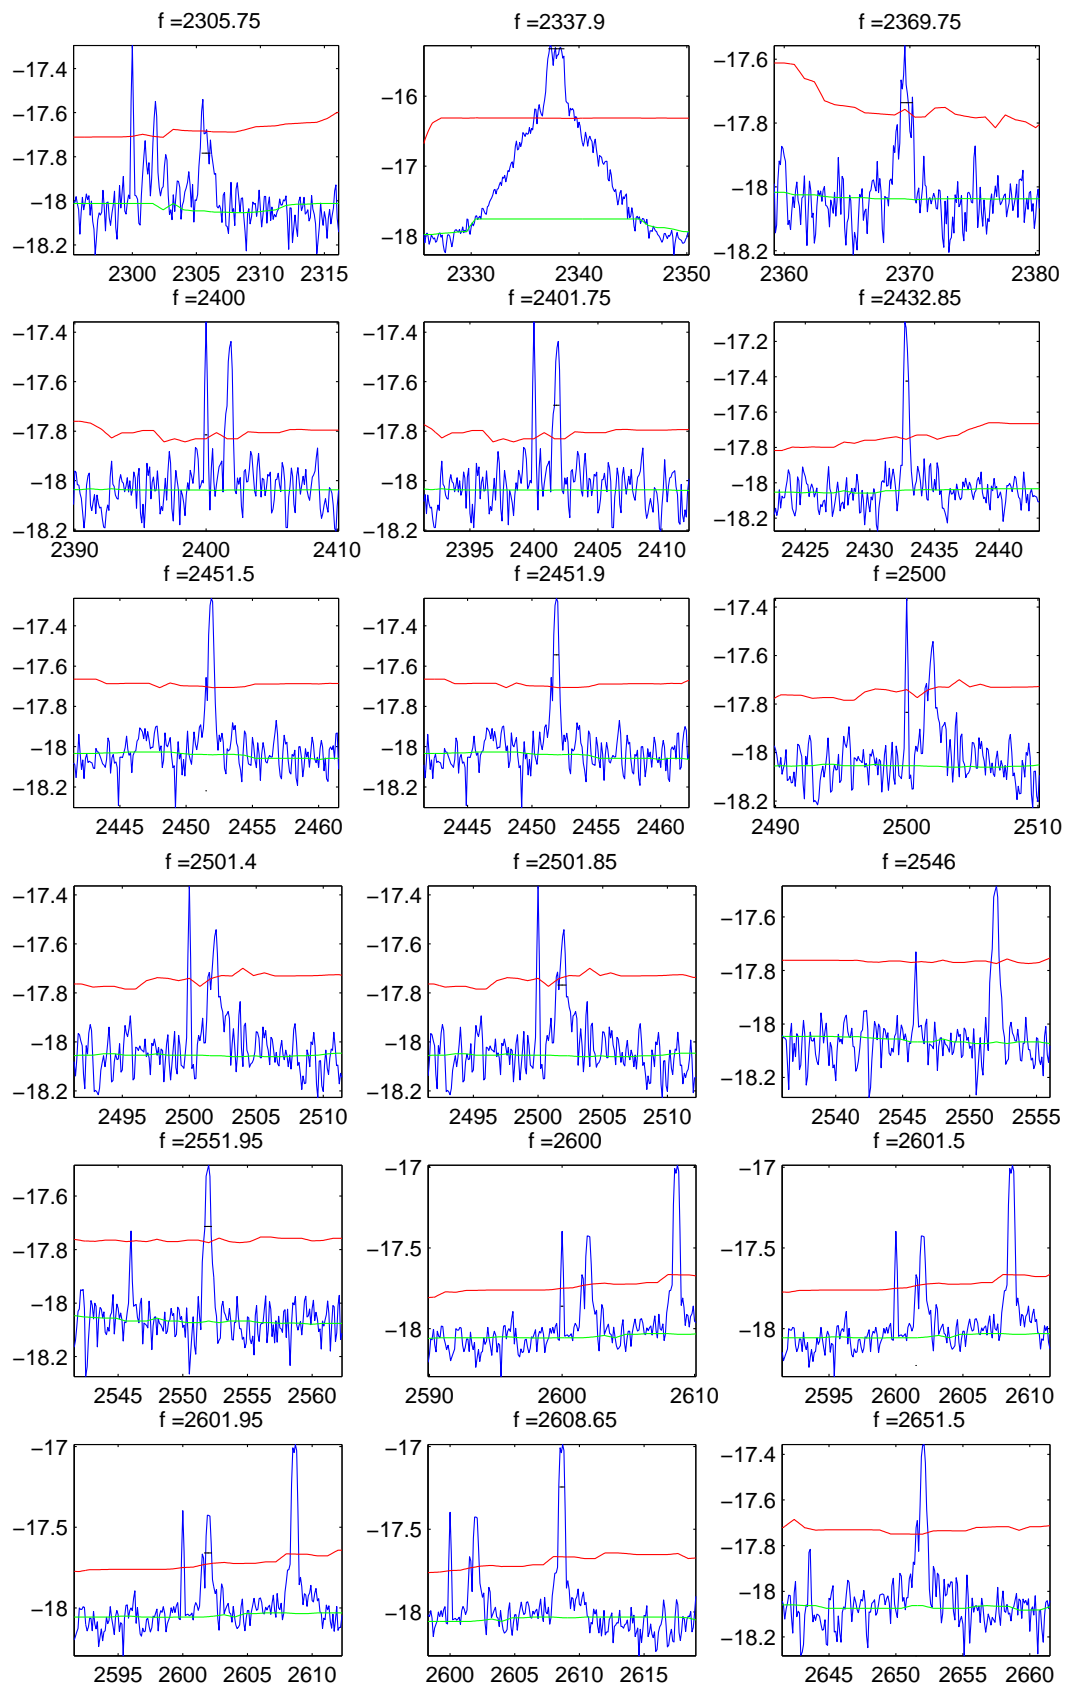 f =2305.75
f =2337.9
f =2369.75
−17.4
−17.6
−17.8
−18
−18.2
2300 2305 2310 2315
−16
−17
−18
2330 2340 2350
−17.6
−17.8
−18
−18.2
2360 2370 2380
f =2400
f =2401.75
f =2432.85
−17.4
−17.6
−17.8
−18
−18.2
2390 2400 2410
−17.4
−17.6
−17.8
−18
−18.2
2395 2400 2405 2410
−17.2
−17.4
−17.6
−17.8
−18
−18.2
2425 2430 2435 2440
f =2451.5
f =2451.9
f =2500
−17.4
−17.6
−17.8
−18
−18.2
2445 2450 2455 2460
−17.4
−17.6
−17.8
−18
−18.2
2445 2450 2455 2460
−17.4
−17.6
−17.8
−18
−18.2
2490 2500 2510
f =2501.4
f =2501.85
f =2546
−17.4
−17.6
−17.8
−18
−18.2
2495 2500 2505 2510
−17.4
−17.6
−17.8
−18
−18.2
2495 2500 2505 2510
−17.6
−17.8
−18
−18.2
2540 2545 2550 2555
f =2551.95
f =2600
f =2601.5
−17.6
−17.8
−18
−18.2
2545 2550 2555 2560
−17
−17.5
−18
2590 2600 2610
−17
−17.5
−18
2595 2600 2605 2610
f =2601.95
f =2608.65
f =2651.5
−17
−17.5
−18
2595 2600 2605 2610
−17
−17.5
−18
2600 2605 2610 2615
−17.4
−17.6
−17.8
−18
−18.2
2645 2650 2655 2660